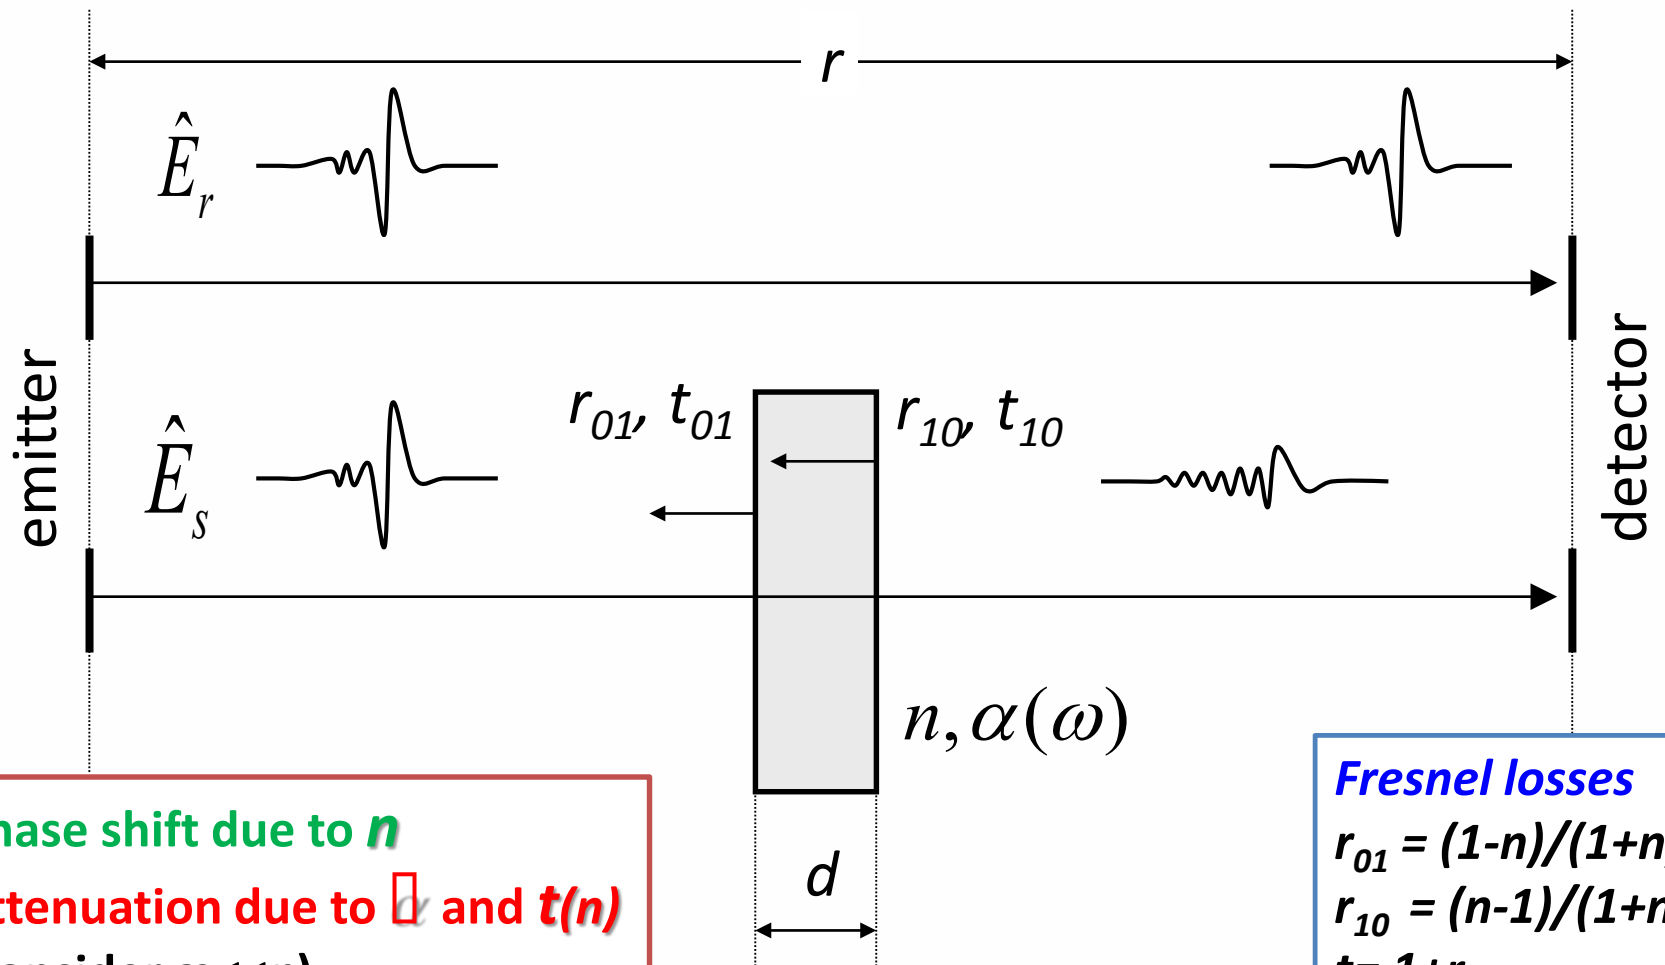 r
Ê_r
emitter
detector
r_01, t_01
r_10, t_10
Ê_s
n, α(ω)
hase shift due to n
ttenuation due to α and t(n)
d
Fresnel losses
r_01 = (1-n)/(1+n
r_10 = (n-1)/(1+n